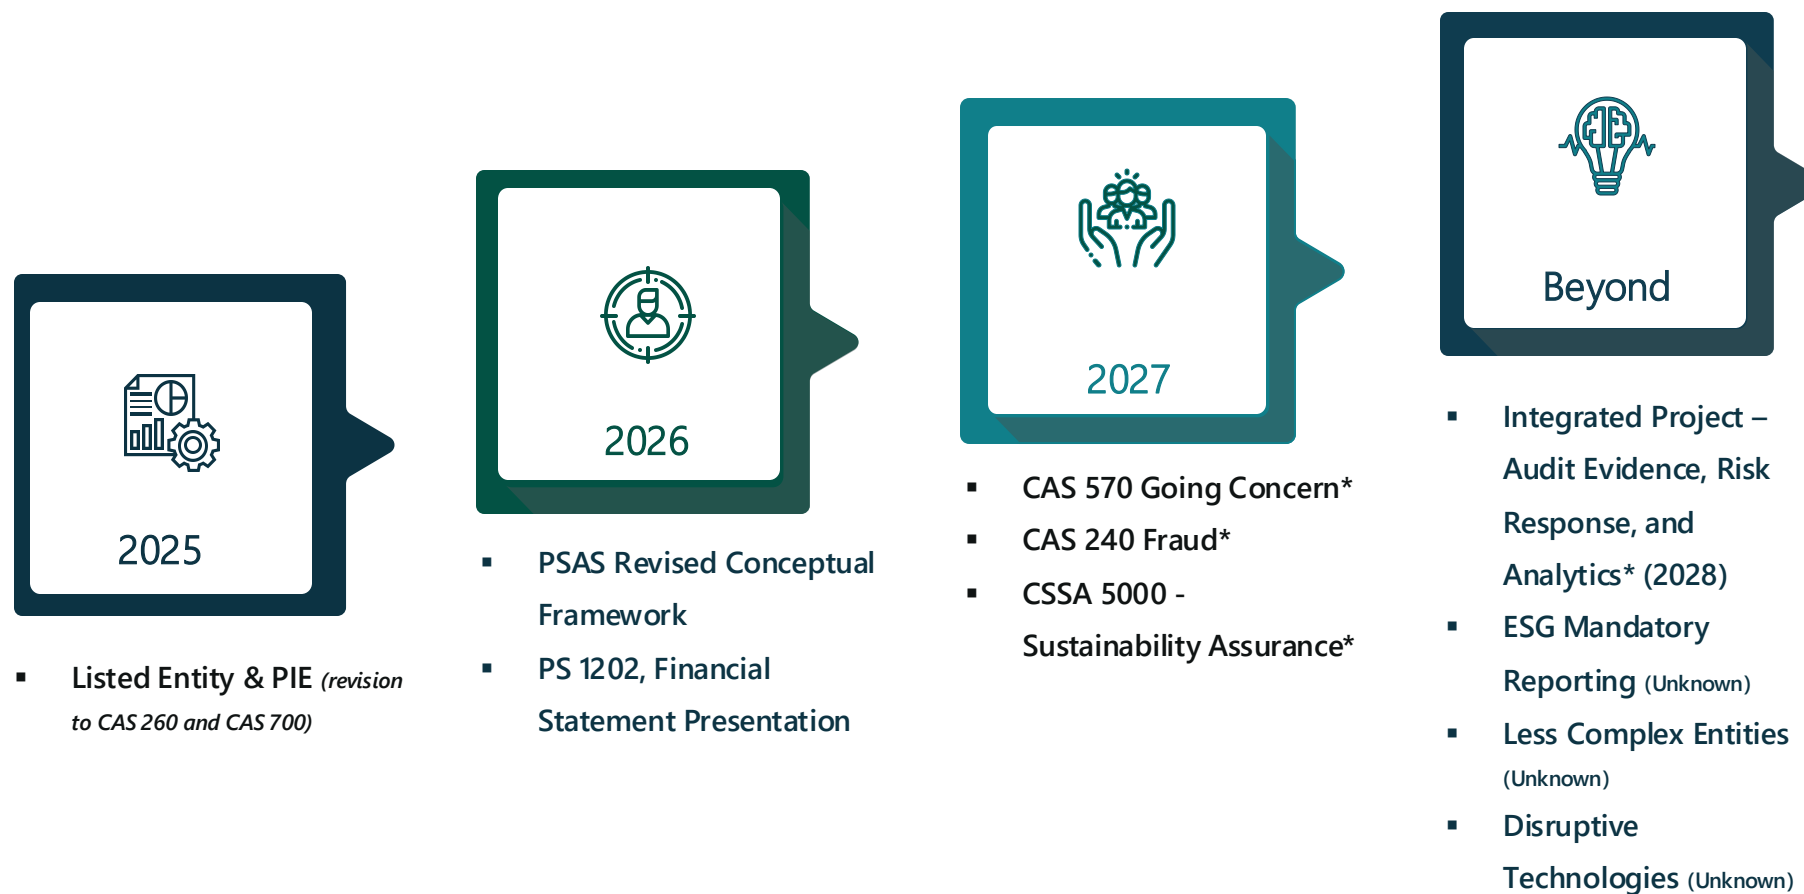 2025
▪ Listed Entity & PIE (revision
to CAS 260 and CAS 700)
2026
▪ PSAS Revised Conceptual
Framework
▪ PS 1202, Financial
Statement Presentation
2027
▪ CAS 570 Going Concern*
▪ CAS 240 Fraud*
▪ CSSA 5000 -
Sustainability Assurance*
Beyond
▪ Integrated Project –
Audit Evidence, Risk
Response, and
Analytics* (2028)
▪ ESG Mandatory
Reporting (Unknown)
▪ Less Complex Entities
(Unknown)
▪ Disruptive
Technologies (Unknown)